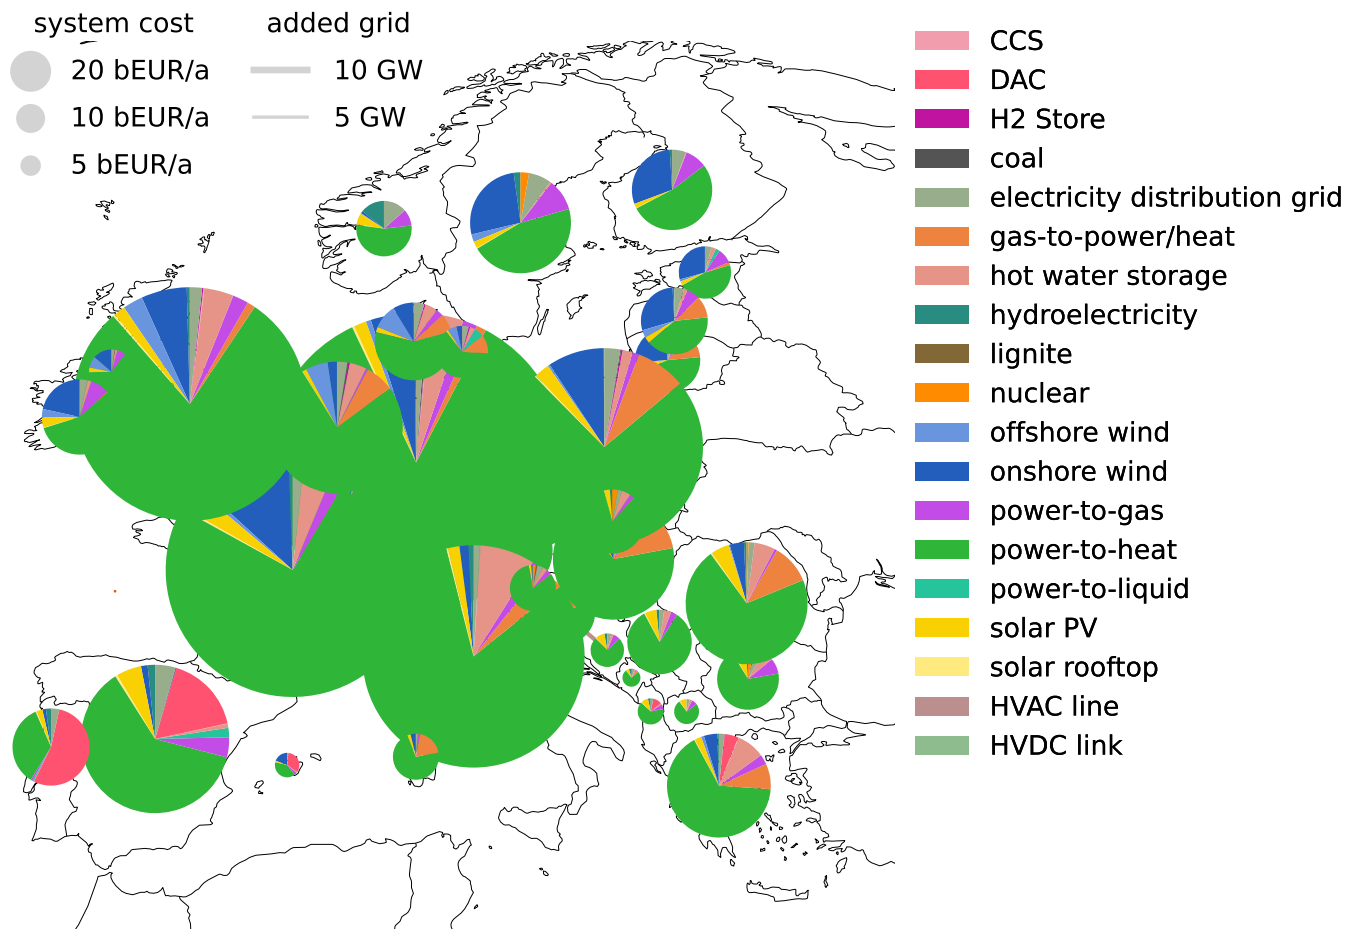 system cost
20 bEUR/a
10 bEUR/a
5 bEUR/a
added grid
10 GW
5 GW
CCS
DAC
H2 Store
coal
electricity distribution grid
gas-to-power/heat
hot water storage
hydroelectricity
lignite
nuclear
offshore wind
onshore wind
power-to-gas
power-to-heat
power-to-liquid
solar PV
solar rooftop
HVAC line
HVDC link